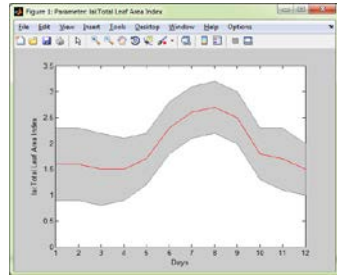 Figure 1: Parameter: lai Total Leaf Area Index
File Edit View Insert Tools Desktop Window Help Options
3.5
3
2.5
2
1.5
1
0.5
0
lai Total Leaf Area Index
1 2 3 4 5 6 7 8 9 10 11 12
Days